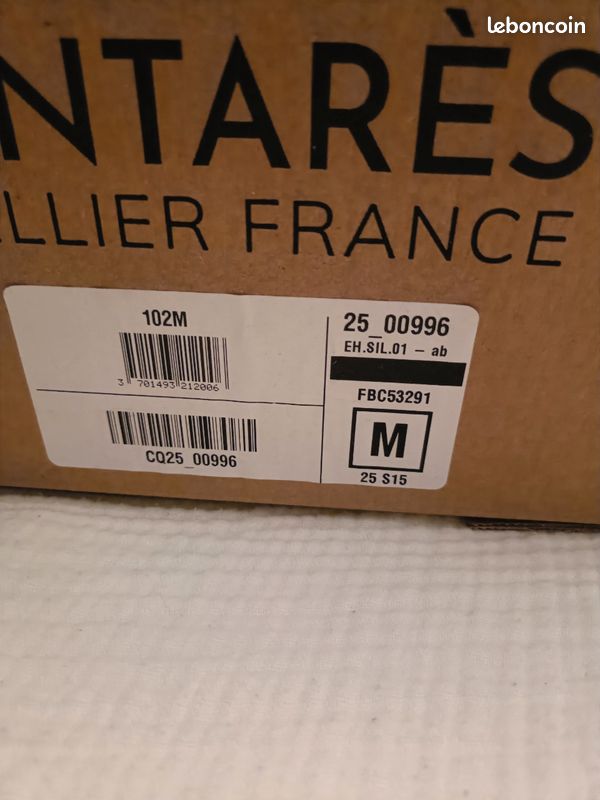 leboncoin
NTARÈS
LLIER FRANCE
102M
3 701493 212006
CQ25_00996
25_00996
EH.SIL.01 – ab
FBC53291
M
25 S15